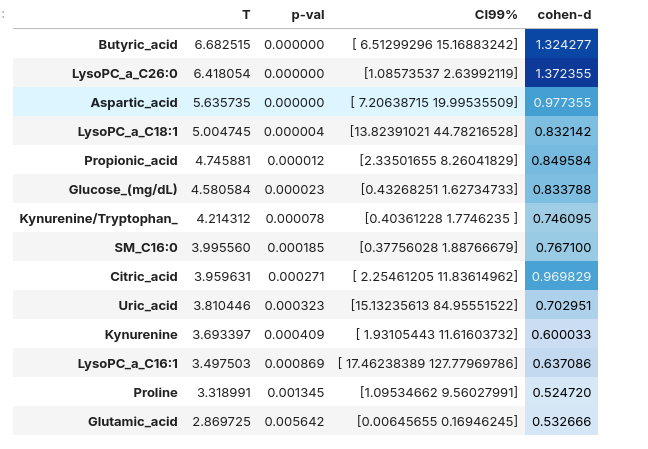 :
T p-val CI99% cohen-d
Butyric_acid 6.682515 0.000000 [ 6.51299296 15.16883242] 1.324277
LysoPC_a_C26:0 6.418054 0.000000 [1.08573537 2.63992119] 1.372355
Aspartic_acid 5.635735 0.000000 [ 7.20638715 19.99535509] 0.977355
LysoPC_a_C18:1 5.004745 0.000004 [13.82391021 44.78216528] 0.832142
Propionic_acid 4.745881 0.000012 [2.33501655 8.26041829] 0.849584
Glucose_(mg/dL) 4.580584 0.000023 [0.43268251 1.62734733] 0.833788
Kynurenine/Tryptophan_ 4.214312 0.000078 [0.40361228 1.7746235 ] 0.746095
SM_C16:0 3.995560 0.000185 [0.37756028 1.88766679] 0.767100
Citric_acid 3.959631 0.000271 [ 2.25461205 11.83614962] 0.969829
Uric_acid 3.810446 0.000323 [15.13235613 84.95551522] 0.702951
Kynurenine 3.693397 0.000409 [ 1.93105443 11.61603732] 0.600033
LysoPC_a_C16:1 3.497503 0.000869 [ 17.46238389 127.77969786] 0.637086
Proline 3.318991 0.001345 [1.09534662 9.56027991] 0.524720
Glutamic_acid 2.869725 0.005642 [0.00645655 0.16946245] 0.532666